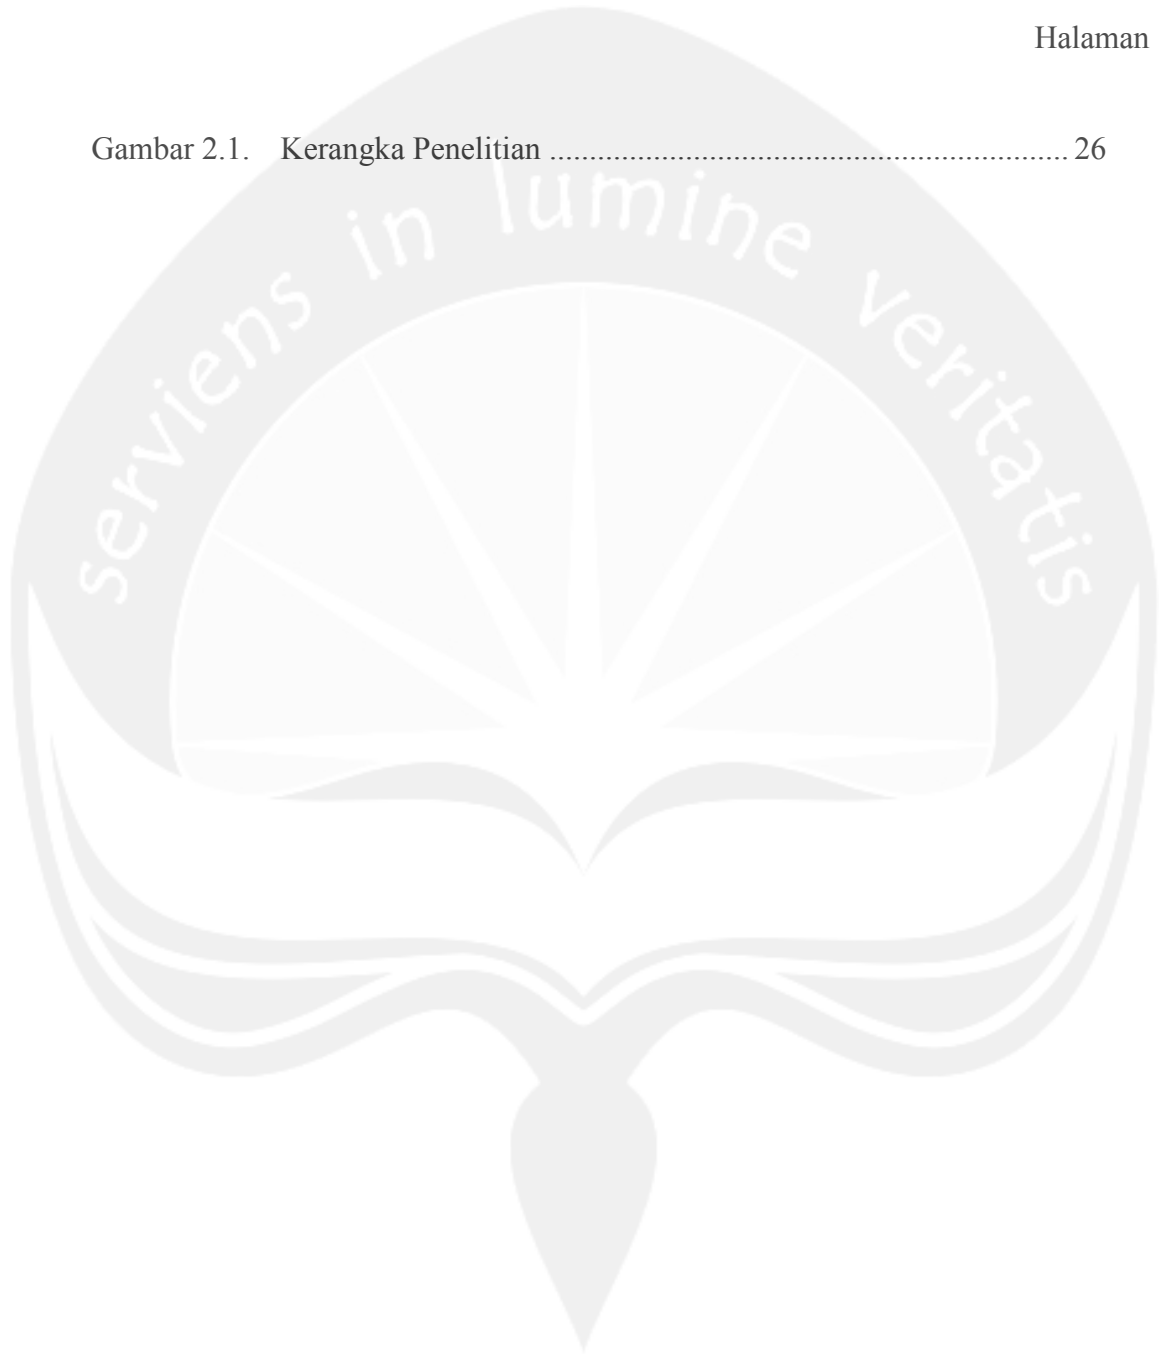 Halaman
Gambar 2.1. Kerangka Penelitian ................................................................. 26
serviens in lumine veritatis